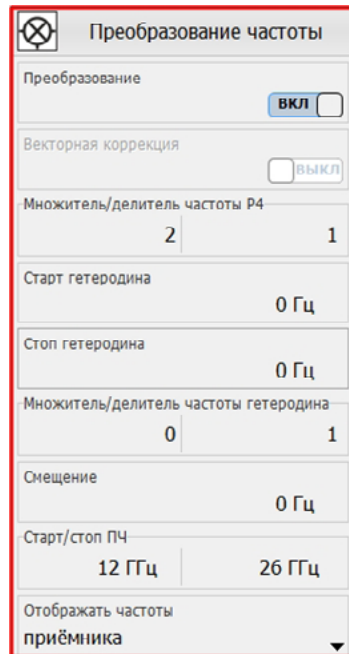 Преобразование частоты
Преобразование
ВКЛ
Векторная коррекция
ВЫКЛ
Множитель/делитель частоты Р4
2 1
Старт гетеродина
0 Гц
Стоп гетеродина
0 Гц
Множитель/делитель частоты гетеродина
0 1
Смещение
0 Гц
Старт/стоп ПЧ
12 ГГц 26 ГГц
Отображать частоты
приёмника